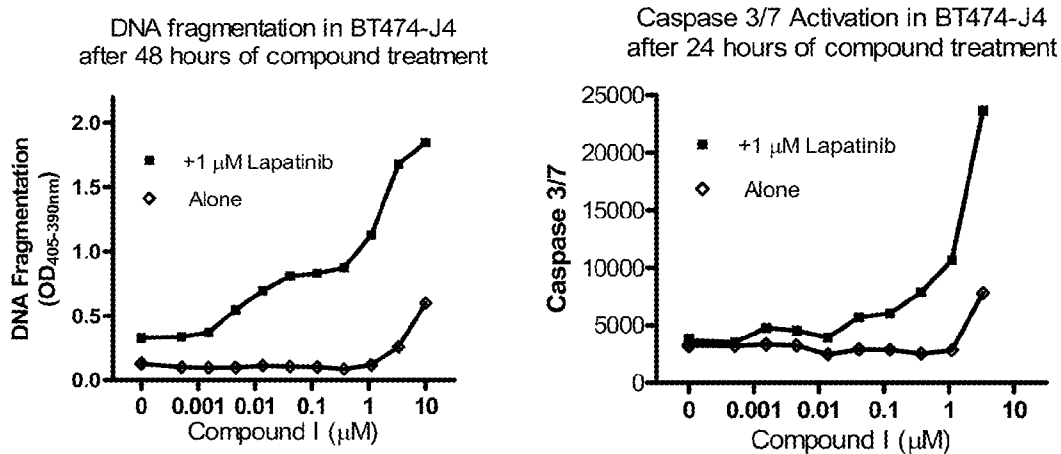 DNA fragmentation in BT474-J4
after 48 hours of compound treatment
2.0
1.5
1.0
0.5
0.0
DNA Fragmentation
(OD405-390nm)
+1 μM Lapatinib
Alone
0 0.001 0.01 0.1 1 10
Compound I (μM)
Caspase 3/7 Activation in BT474-J4
after 24 hours of compound treatment
25000
20000
15000
10000
5000
0
Caspase 3/7
+1 μM Lapatinib
Alone
0 0.001 0.01 0.1 1 10
Compound I (μM)